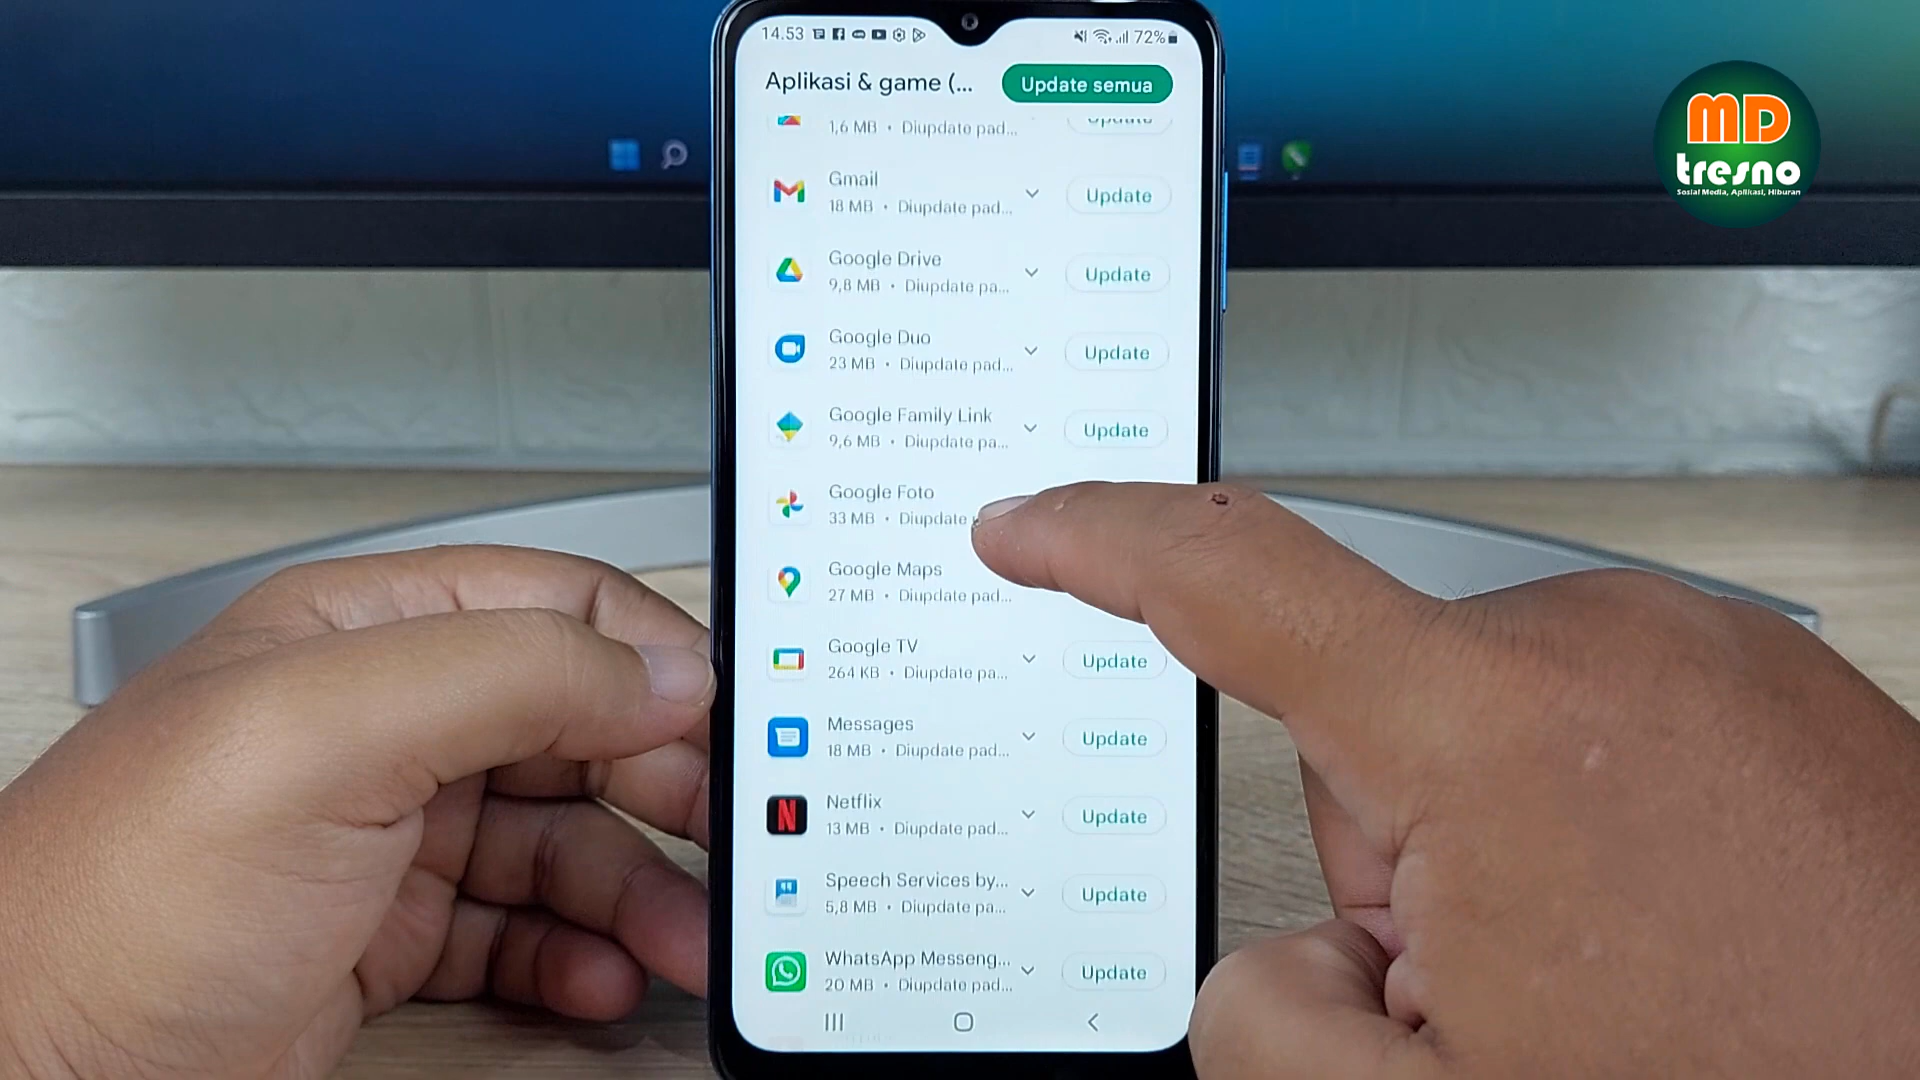 14.53
72%
Aplikasi & game (...
Update semua
1,6 MB • Diupdate pad...
Update
Gmail
18 MB • Diupdate pad...
Update
Google Drive
9,8 MB • Diupdate pa...
Update
Google Duo
23 MB • Diupdate pad...
Update
Google Family Link
9,6 MB • Diupdate pa...
Update
Google Foto
33 MB • Diupdate
Google Maps
27 MB • Diupdate pad...
Google TV
264 KB • Diupdate pa...
Update
Messages
18 MB • Diupdate pad...
Update
Netflix
13 MB • Diupdate pad...
Update
Speech Services by...
5,8 MB • Diupdate pa...
Update
WhatsApp Messeng...
20 MB • Diupdate pad...
Update
MD
tresno
Sosial Media, Aplikasi, Hiburan